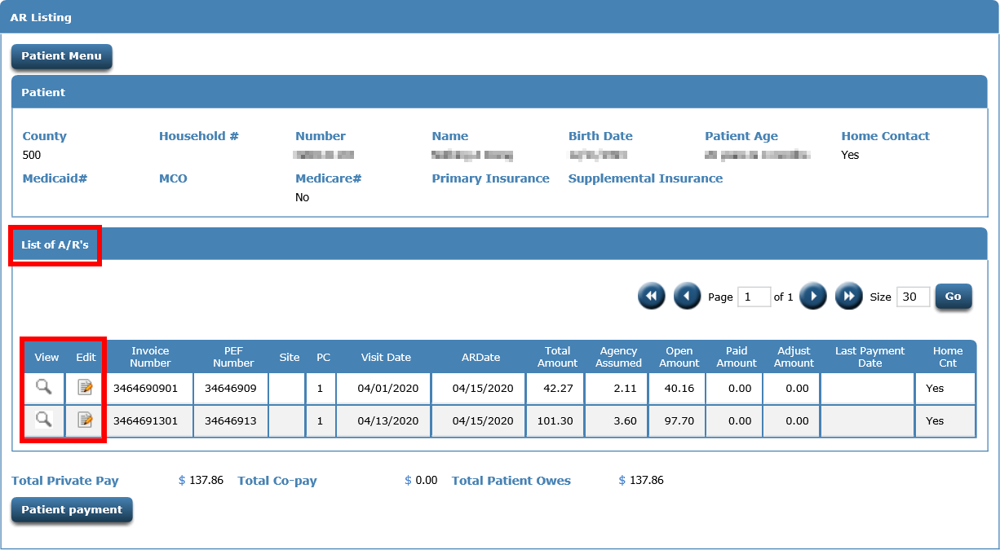 AR Listing
Patient Menu
Patient
County Household # Number Name Birth Date Patient Age Home Contact
500 Yes
Medicaid# MCO Medicare# Primary Insurance Supplemental Insurance
No
List of A/R's
Page 1 of 1 Size 30 Go
View Edit Invoice Number PEF Number Site PC Visit Date ARDate Total Amount Agency Assumed Open Amount Paid Amount Adjust Amount Last Payment Date Home Cnt
3464690901 34646909 1 04/01/2020 04/15/2020 42.27 2.11 40.16 0.00 0.00 Yes
3464691301 34646913 1 04/13/2020 04/15/2020 101.30 3.60 97.70 0.00 0.00 Yes
Total Private Pay $ 137.86 Total Co-pay $ 0.00 Total Patient Owes $ 137.86
Patient payment